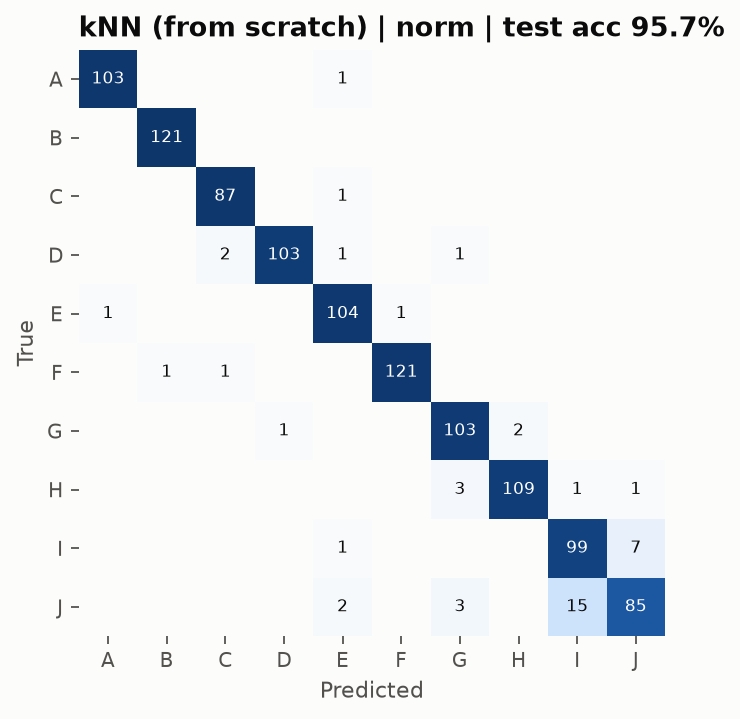 kNN (from scratch) | norm | test acc 95.7%
A 103 1
B 121
C 87 1
D 2 103 1 1
E 1 104 1
F 1 1 121
G 1 103 2
H 3 109 1 1
I 1 99 7
J 2 3 15 85
True
A B C D E F G H I J
Predicted